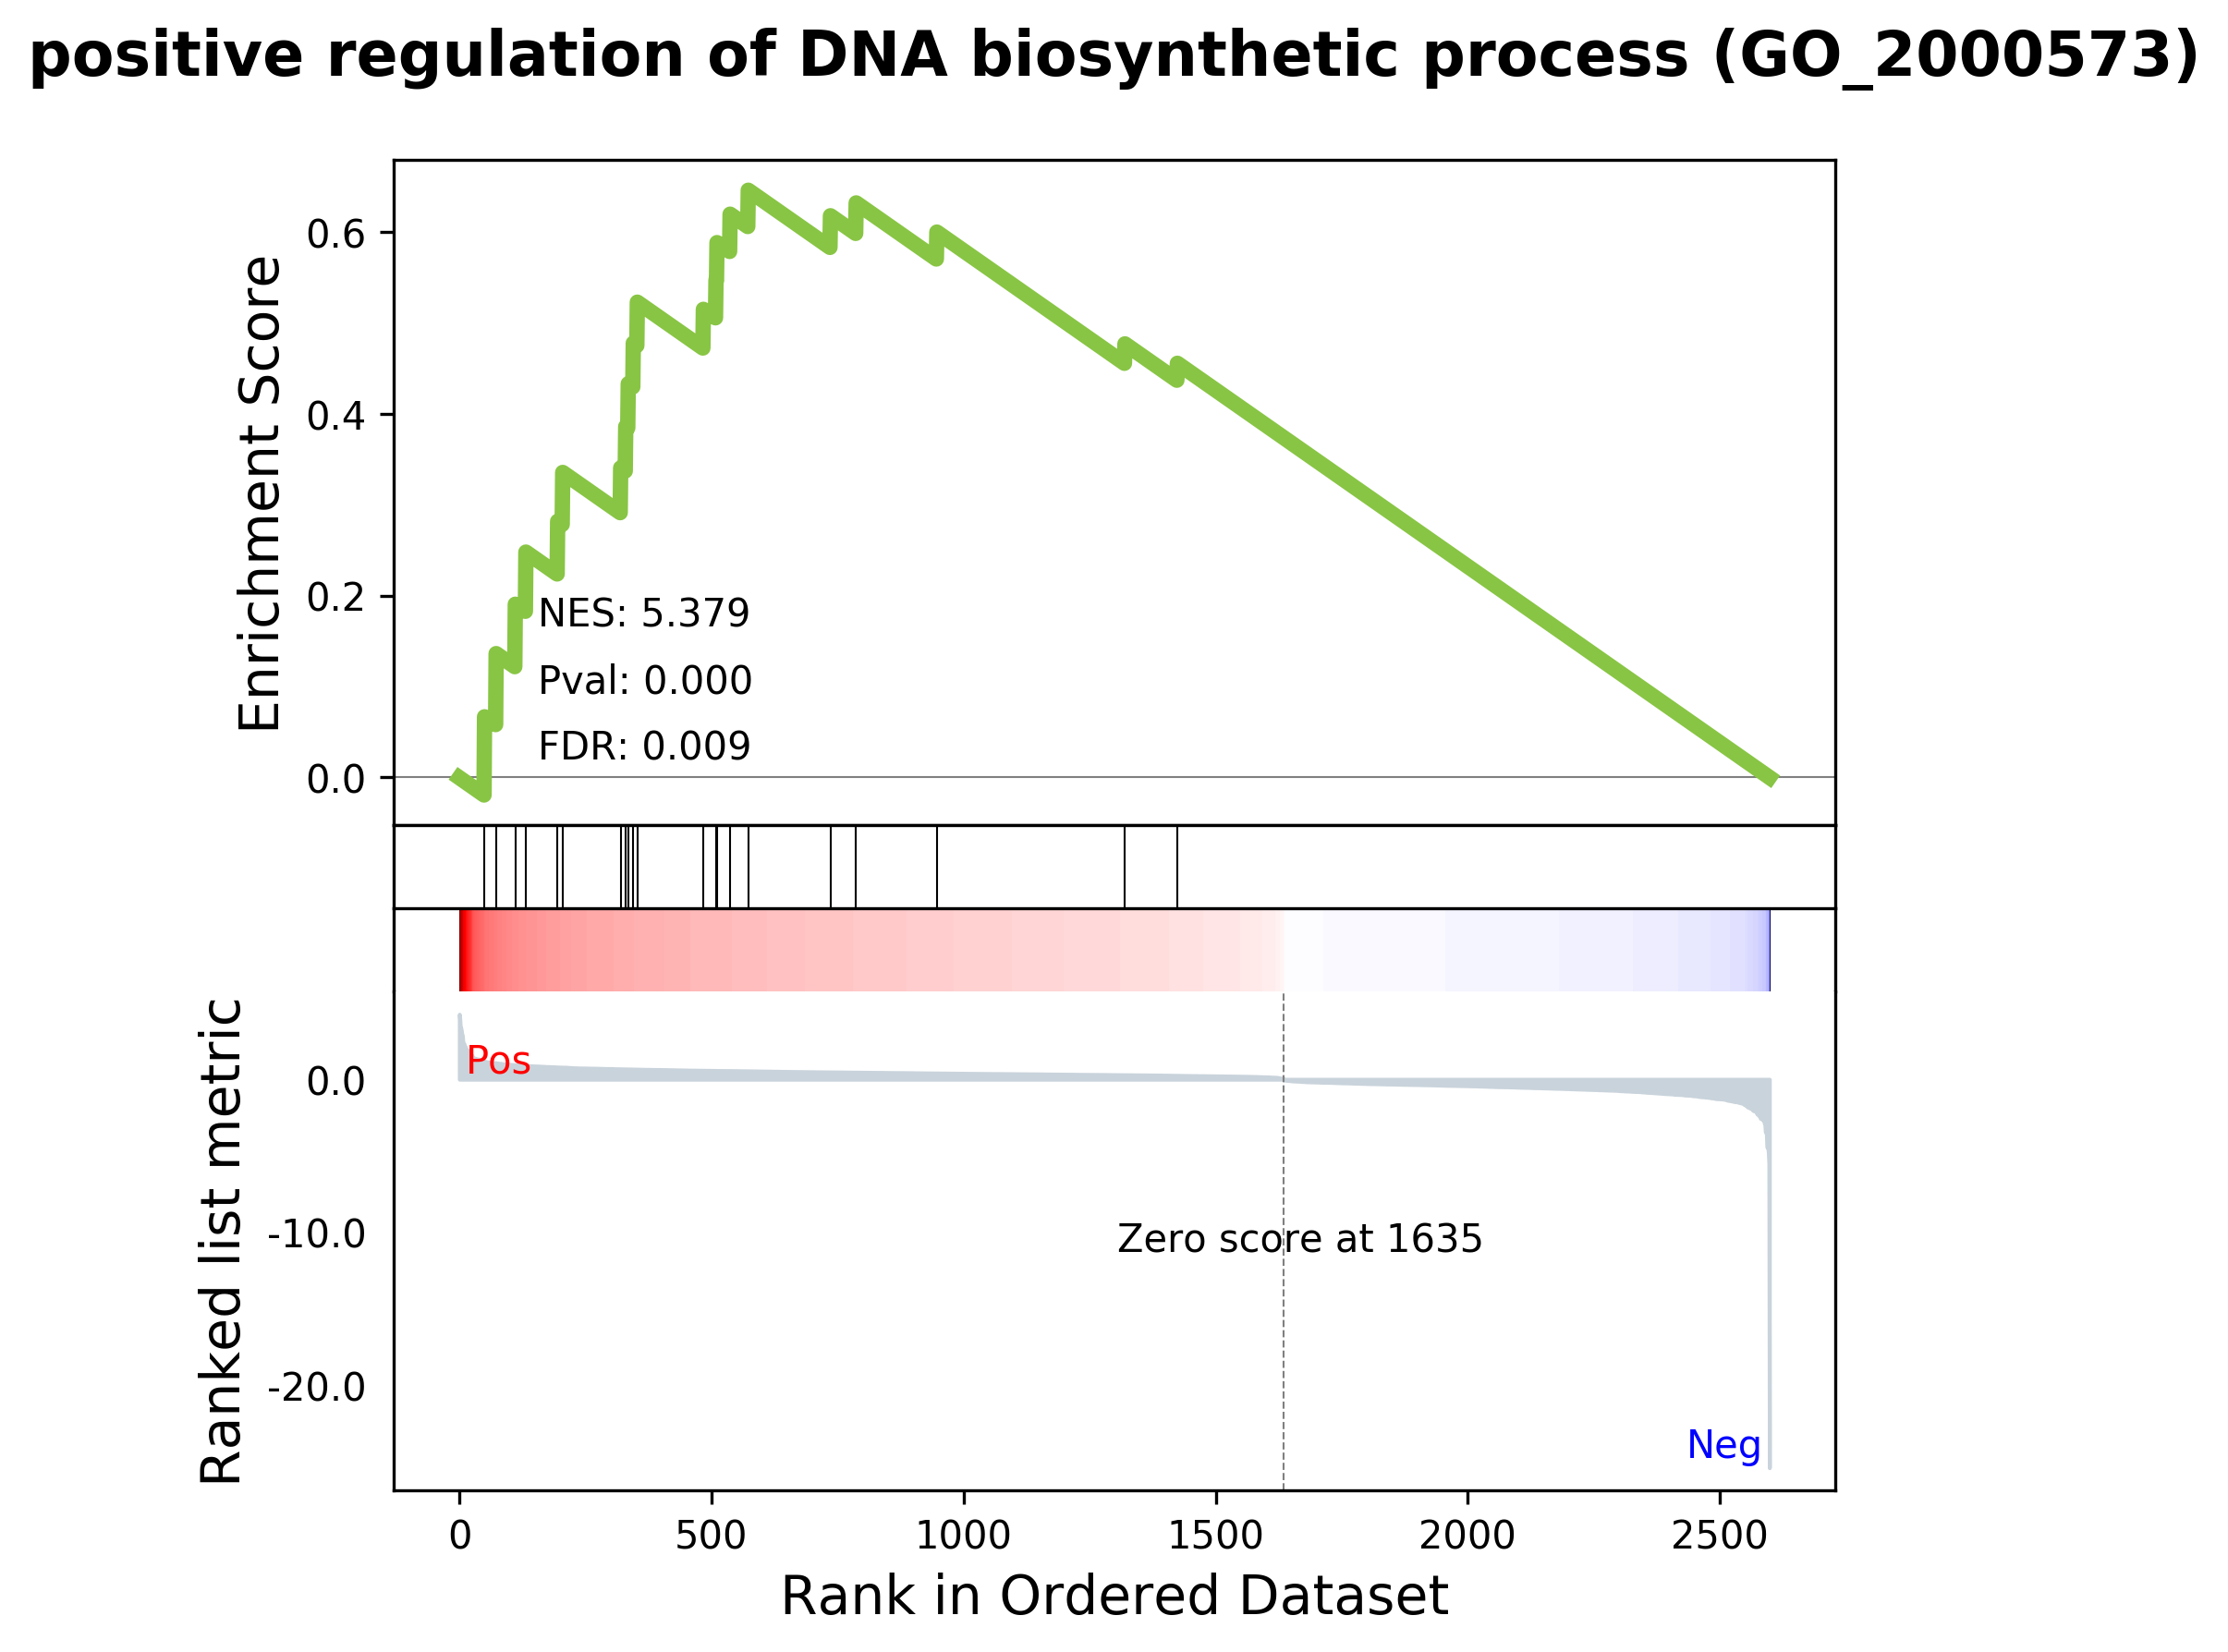 positive regulation of DNA biosynthetic process (GO_2000573)
Enrichment Score
0.6
0.4
0.2
0.0
NES: 5.379
Pval: 0.000
FDR: 0.009
Ranked list metric
0.0
-10.0
-20.0
Pos
Zero score at 1635
Neg
0 500 1000 1500 2000 2500
Rank in Ordered Dataset